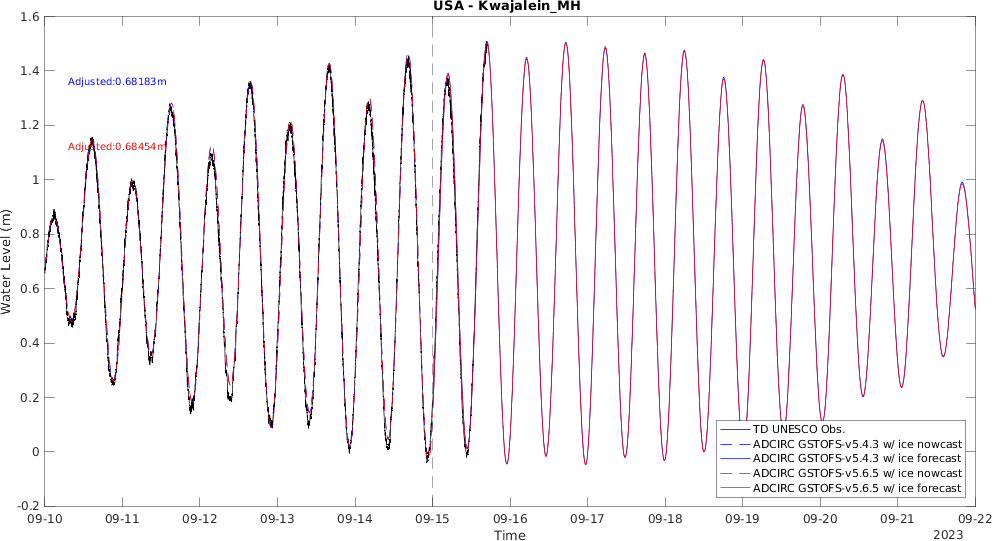 USA - Kwajalein_MH
1.6
1.4
1.2
1
0.8
0.6
0.4
0.2
0
-0.2
Water Level (m)
Adjusted:0.68183m
Adjusted:0.68454m
TD UNESCO Obs.
ADCIRC GSTOFS-v5.4.3 w/ ice nowcast
ADCIRC GSTOFS-v5.4.3 w/ ice forecast
ADCIRC GSTOFS-v5.6.5 w/ ice nowcast
ADCIRC GSTOFS-v5.6.5 w/ ice forecast
09-10 09-11 09-12 09-13 09-14 09-15 09-16 09-17 09-18 09-19 09-20 09-21 09-22
Time
2023